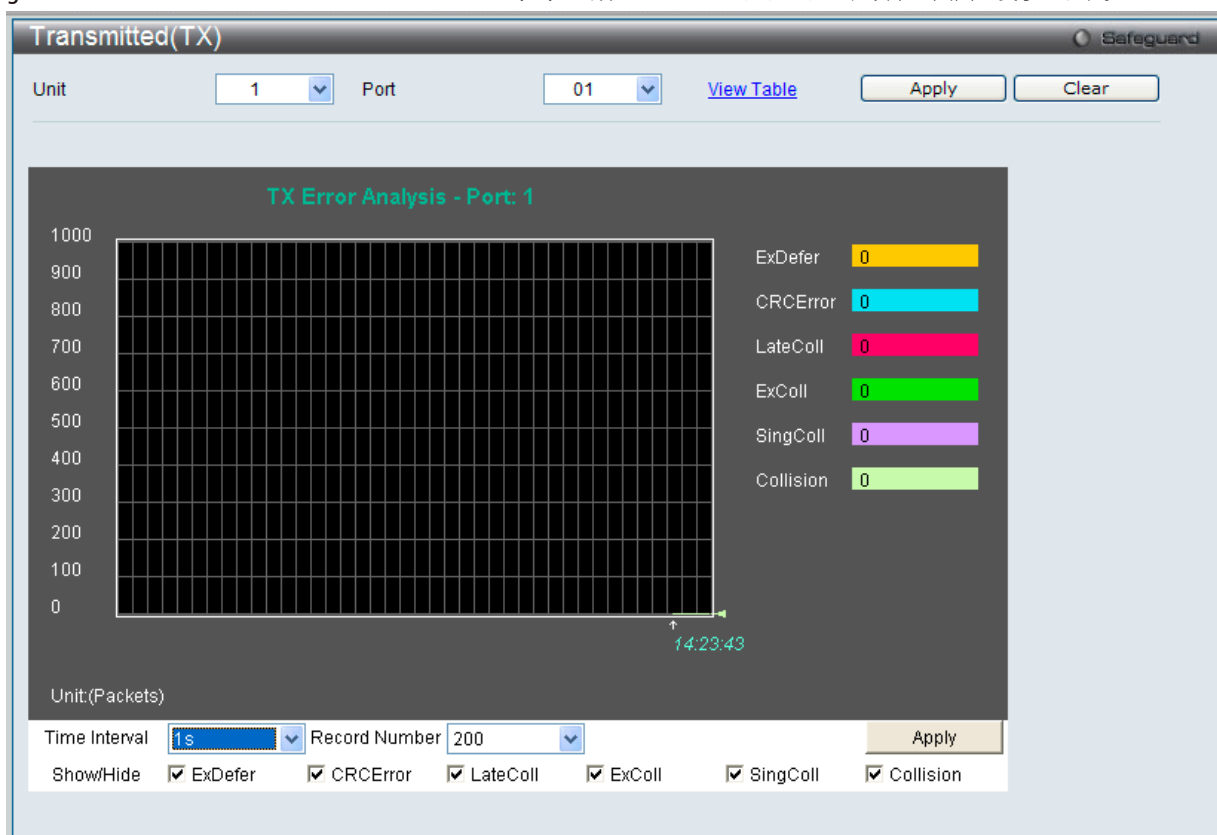 Transmitted(TX)
Safeguard
Unit 1 Port 01 View Table Apply Clear
TX Error Analysis - Port: 1
1000
900
800
700
600
500
400
300
200
100
0
ExDefer 0
CRCError 0
LateColl 0
ExColl 0
SingColl 0
Collision 0
14:23:43
Unit:(Packets)
Time Interval 1s Record Number 200 Apply
Show/Hide ExDefer CRCError LateColl ExColl SingColl Collision